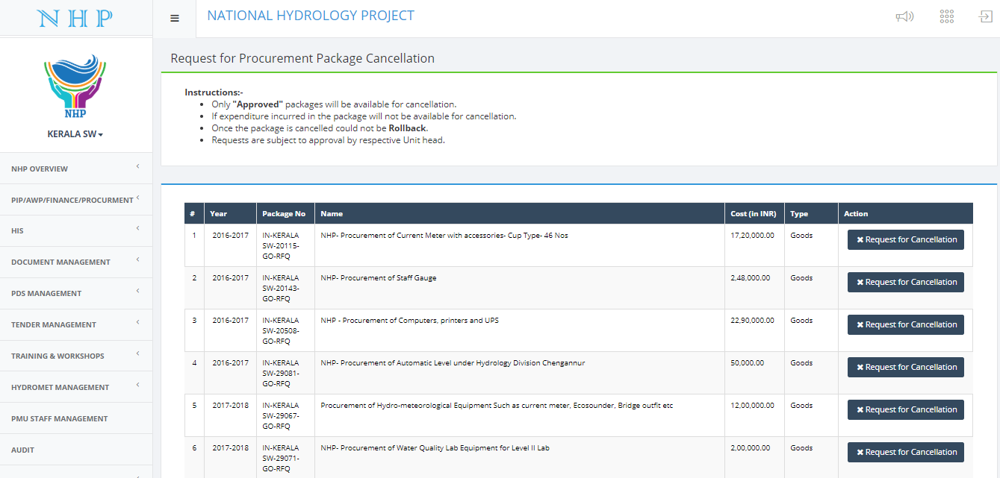 NHP
NATIONAL HYDROLOGY PROJECT
NHP
KERALA SW
NHP OVERVIEW
PIP/AWP/FINANCE/PROCURMENT
HIS
DOCUMENT MANAGEMENT
PDS MANAGEMENT
TENDER MANAGEMENT
TRAINING & WORKSHOPS
HYDROMET MANAGEMENT
PMU STAFF MANAGEMENT
AUDIT
Request for Procurement Package Cancellation
Instructions:-
• Only "Approved" packages will be available for cancellation.
• If expenditure incurred in the package will not be available for cancellation.
• Once the package is cancelled could not be Rollback.
• Requests are subject to approval by respective Unit head.
# Year Package No Name Cost (in INR) Type Action
1 2016-2017 IN-KERALA NHP- Procurement of Current Meter with accessories- Cup Type- 46 Nos 17,20,000.00 Goods ✖ Request for Cancellation
SW-20115-
GO-RFQ
2 2016-2017 IN-KERALA NHP- Procurement of Staff Gauge 2,48,000.00 Goods ✖ Request for Cancellation
SW-20143-
GO-RFQ
3 2016-2017 IN-KERALA NHP - Procurement of Computers, printers and UPS 22,90,000.00 Goods ✖ Request for Cancellation
SW-20508-
GO-RFQ
4 2016-2017 IN-KERALA NHP- Procurement of Automatic Level under Hydrology Division Chengannur 50,000.00 Goods ✖ Request for Cancellation
SW-29081-
GO-RFQ
5 2017-2018 IN-KERALA Procurement of Hydro-meteorological Equipment Such as current meter, Ecosounder, Bridge outfit etc 12,00,000.00 Goods ✖ Request for Cancellation
SW-29067-
GO-RFQ
6 2017-2018 IN-KERALA NHP- Procurement of Water Quality Lab Equipment for Level II Lab 2,00,000.00 Goods ✖ Request for Cancellation
SW-29071-
GO-RFQ